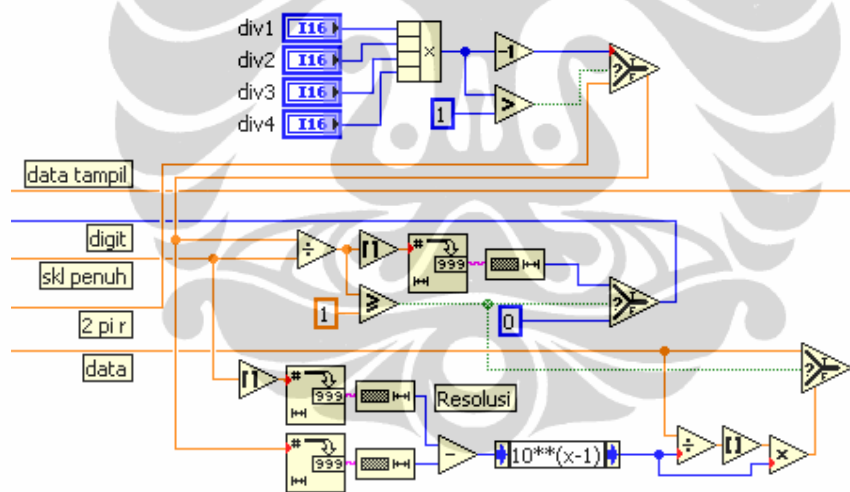 div1 I16
div2 I16
div3 I16
div4 I16
×
-1
>
1
?
F
data tampil
digit
skl penuh
2 pi r
data
÷
[ ]
#
999
1
≥
0
?
F
[ ]
#
999
Resolusi
#
999
-
10**(x-1)
÷
[ ]
×
?
F